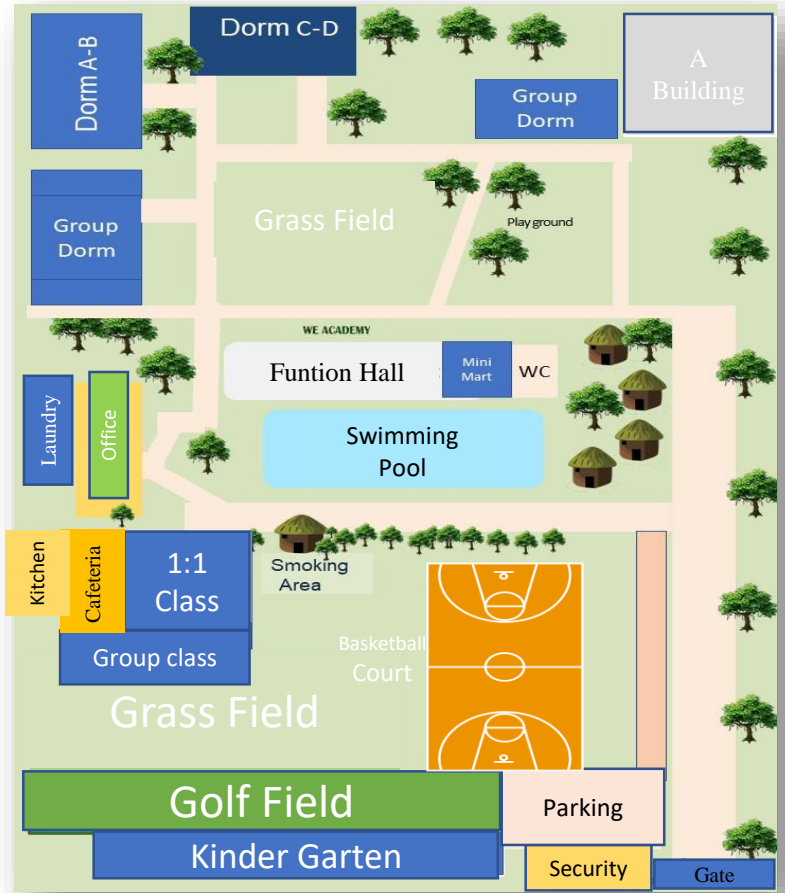 Dorm C-D
Dorm A-B
A
Building
Group
Dorm
Group
Dorm
Grass Field
Play ground
WE ACADEMY
Funtion Hall
Mini
Mart
WC
Laundry
Office
Swimming
Pool
Kitchen
Cafeteria
1:1
Class
Smoking
Area
Group class
Basketball
Court
Grass Field
Golf Field
Parking
Kinder Garten
Security
Gate